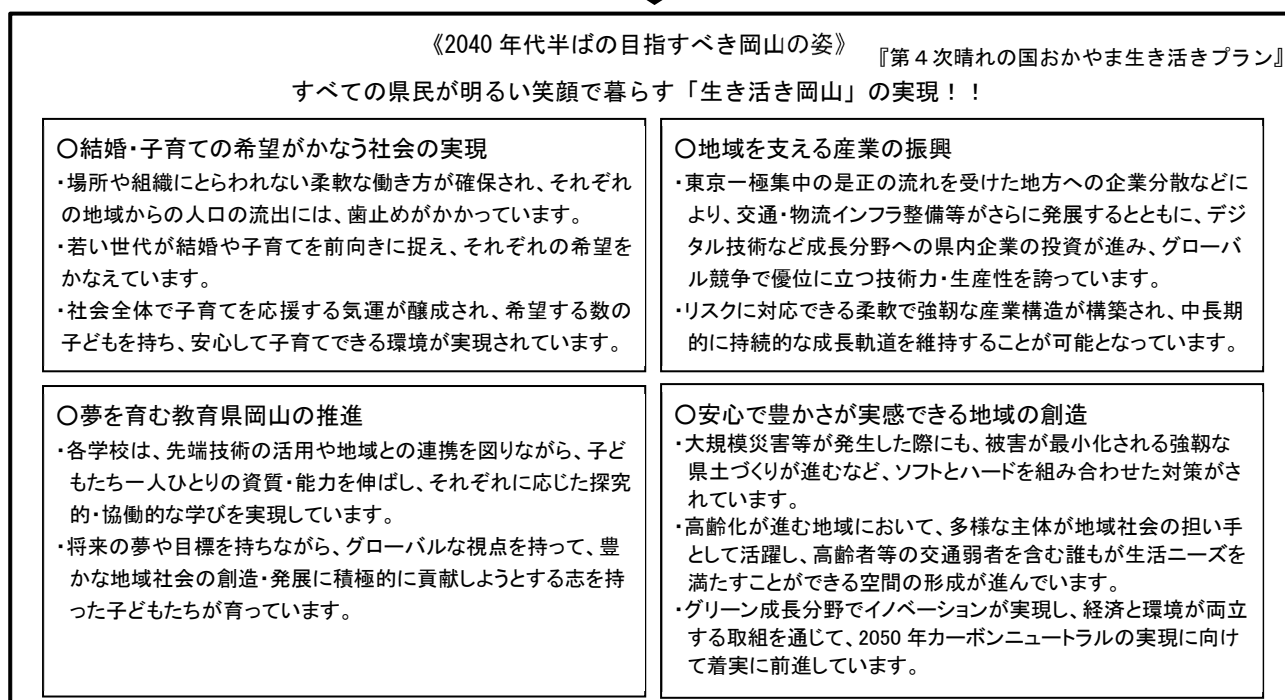 《2040 年代半ばの目指すべき岡山の姿》
『第４次晴れの国おかやま生き活きプラン』
すべての県民が明るい笑顔で暮らす「生き活き岡山」の実現！！
〇結婚・子育ての希望がかなう社会の実現
・場所や組織にとらわれない柔軟な働き方が確保され、それぞれ
の地域からの人口の流出には、歯止めがかかっています。
・若い世代が結婚や子育てを前向きに捉え、それぞれの希望を
かなえています。
・社会全体で子育てを応援する気運が醸成され、希望する数の
子どもを持ち、安心して子育てできる環境が実現されています。
〇地域を支える産業の振興
・東京一極集中の是正の流れを受けた地方への企業分散などに
より、交通・物流インフラ整備等がさらに発展するとともに、デジ
タル技術など成長分野への県内企業の投資が進み、グローバ
ル競争で優位に立つ技術力・生産性を誇っています。
・リスクに対応できる柔軟で強靭な産業構造が構築され、中長期
的に持続的な成長軌道を維持することが可能となっています。
〇夢を育む教育県岡山の推進
・各学校は、先端技術の活用や地域との連携を図りながら、子ど
もたち一人ひとりの資質・能力を伸ばし、それぞれに応じた探究
的・協働的な学びを実現しています。
・将来の夢や目標を持ちながら、グローバルな視点を持って、豊
かな地域社会の創造・発展に積極的に貢献しようとする志を持
った子どもたちが育っています。
〇安心で豊かさが実感できる地域の創造
・大規模災害等が発生した際にも、被害が最小化される強靭な
県土づくりが進むなど、ソフトとハードを組み合わせた対策がさ
れています。
・高齢化が進む地域において、多様な主体が地域社会の担い手
として活躍し、高齢者等の交通弱者を含む誰もが生活ニーズを
満たすことができる空間の形成が進んでいます。
・グリーン成長分野でイノベーションが実現し、経済と環境が両立
する取組を通じて、2050 年カーボンニュートラルの実現に向け
て着実に前進しています。